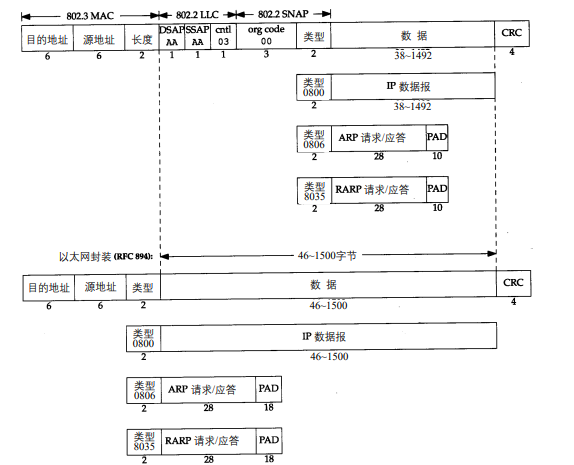 802.3 MAC 802.2 LLC 802.2 SNAP
目的地址 源地址 长度 DSAP AA SSAP AA cntl 03 org code 00 类型 数据 CRC
6 6 2 1 1 1 3 2 38~1492 4
类型 0800 IP 数据报
2 38~1492
类型 0806 ARP 请求/应答 PAD
2 28 10
类型 8035 RARP 请求/应答 PAD
2 28 10
以太网封装 (RFC 894): 46~1500字节
目的地址 源地址 类型 数据 CRC
6 6 2 46~1500 4
类型 0800 IP 数据报
2 46~1500
类型 0806 ARP 请求/应答 PAD
2 28 18
类型 8035 RARP 请求/应答 PAD
2 28 18